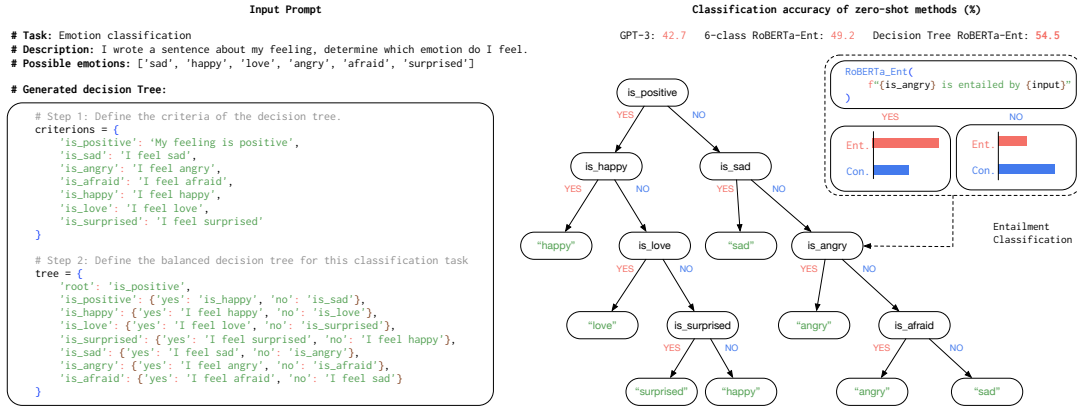 Input Prompt
# Task: Emotion classification
# Description: I wrote a sentence about my feeling, determine which emotion do I feel.
# Possible emotions: ['sad', 'happy', 'love', 'angry', 'afraid', 'surprised']
# Generated decision Tree:
# Step 1: Define the criteria of the decision tree.
criterions = {
'is_positive': 'My feeling is positive',
'is_sad': 'I feel sad',
'is_angry': 'I feel angry',
'is_afraid': 'I feel afraid',
'is_happy': 'I feel happy',
'is_love': 'I feel love',
'is_surprised': 'I feel surprised'
}
# Step 2: Define the balanced decision tree for this classification task
tree = {
'root': 'is_positive',
'is_positive': {'yes': 'is_happy', 'no': 'is_sad'},
'is_happy': {'yes': 'I feel happy', 'no': 'is_love'},
'is_love': {'yes': 'I feel love', 'no': 'is_surprised'},
'is_surprised': {'yes': 'I feel surprised', 'no': 'I feel happy'},
'is_sad': {'yes': 'I feel sad', 'no': 'is_angry'},
'is_angry': {'yes': 'I feel angry', 'no': 'is_afraid'},
'is_afraid': {'yes': 'I feel afraid', 'no': 'I feel sad'}
}
Classification accuracy of zero-shot methods (%)
GPT-3: 42.7 6-class RoBERTa-Ent: 49.2 Decision Tree RoBERTa-Ent: 54.5
is_positive
YES NO
is_happy is_sad
YES NO YES NO
"happy" is_love "sad" is_angry
YES NO YES NO
"love" is_surprised "angry" is_afraid
YES NO YES NO
"surprised" "happy" "angry" "sad"
RoBERTa_Ent(
f"{is_angry} is entailed by {input}"
)
YES NO
Ent. Ent.
Con. Con.
Entailment
Classification